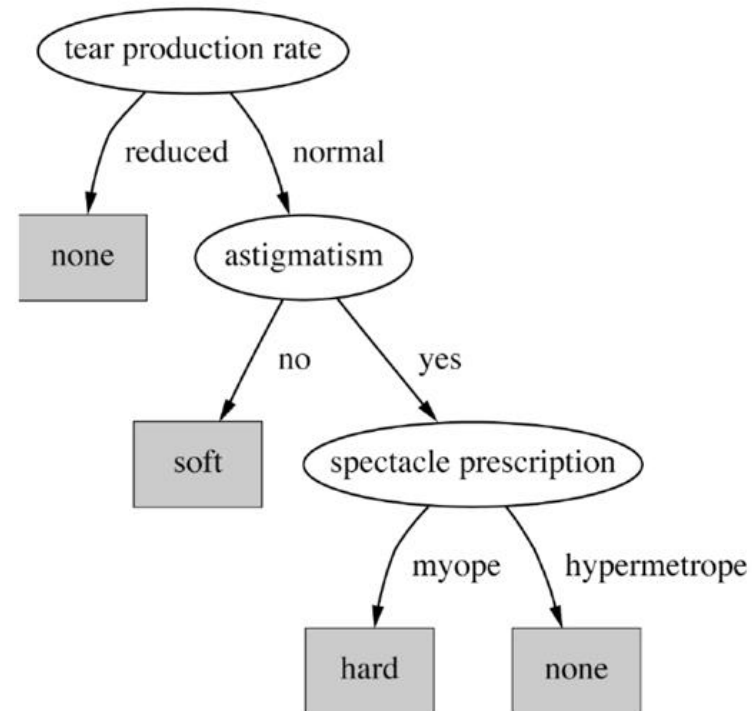 tear production rate
reduced
normal
none
astigmatism
no
yes
soft
spectacle prescription
myope
hypermetrope
hard
none